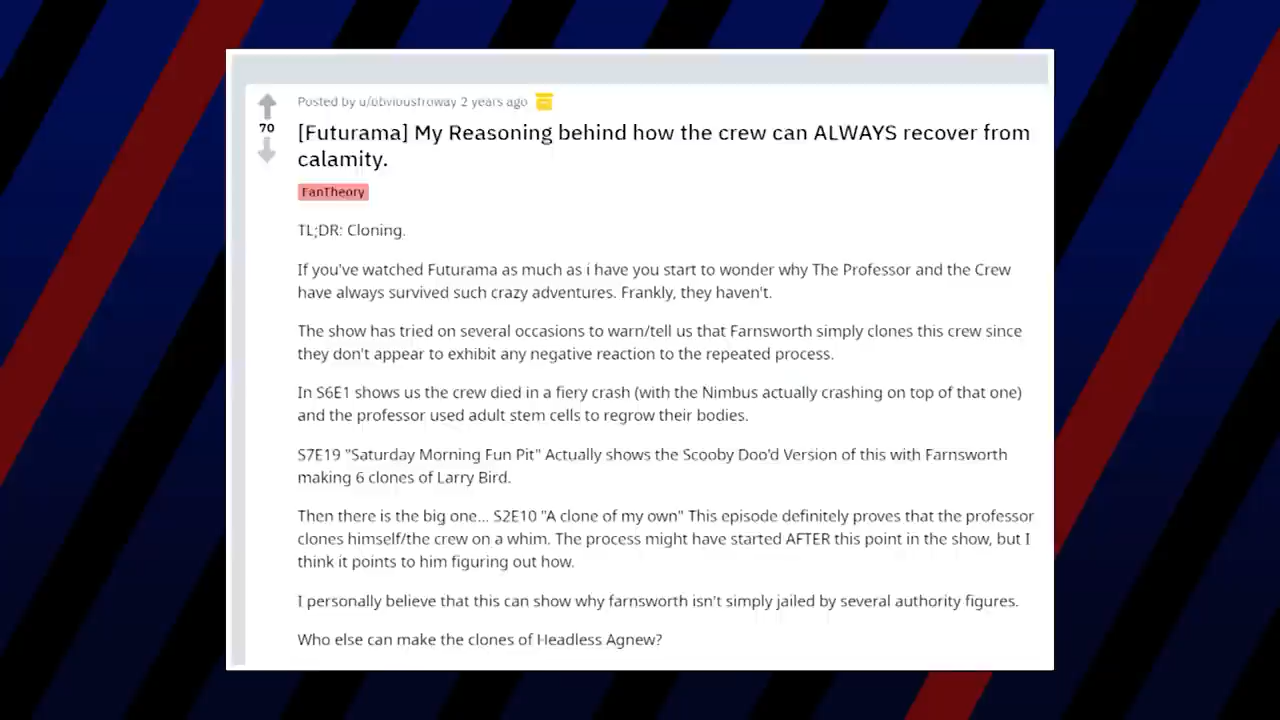 Posted by u/obviousfroway 2 years ago
70
[Futurama] My Reasoning behind how the crew can ALWAYS recover from
calamity.
FanTheory
TL;DR: Cloning.
If you've watched Futurama as much as i have you start to wonder why The Professor and the Crew
have always survived such crazy adventures. Frankly, they haven't.
The show has tried on several occasions to warn/tell us that Farnsworth simply clones this crew since
they don't appear to exhibit any negative reaction to the repeated process.
In S6E1 shows us the crew died in a fiery crash (with the Nimbus actually crashing on top of that one)
and the professor used adult stem cells to regrow their bodies.
S7E19 "Saturday Morning Fun Pit" Actually shows the Scooby Doo'd Version of this with Farnsworth
making 6 clones of Larry Bird.
Then there is the big one... S2E10 "A clone of my own" This episode definitely proves that the professor
clones himself/the crew on a whim. The process might have started AFTER this point in the show, but I
think it points to him figuring out how.
I personally believe that this can show why farnsworth isn't simply jailed by several authority figures.
Who else can make the clones of Headless Agnew?